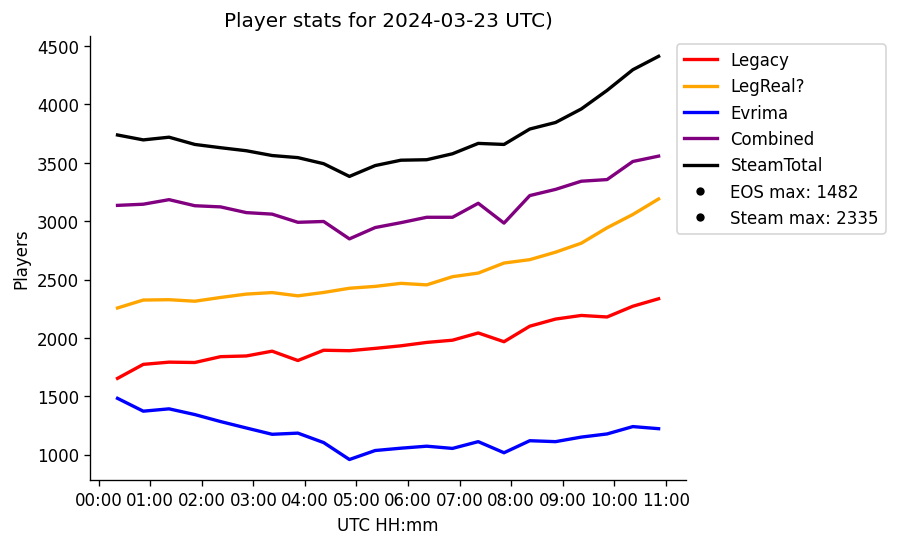 Player stats for 2024-03-23 UTC)
4500
4000
3500
3000
2500
2000
1500
1000
Players
00:00 01:00 02:00 03:00 04:00 05:00 06:00 07:00 08:00 09:00 10:00 11:00
UTC HH:mm
Legacy
LegReal?
Evrima
Combined
SteamTotal
EOS max: 1482
Steam max: 2335